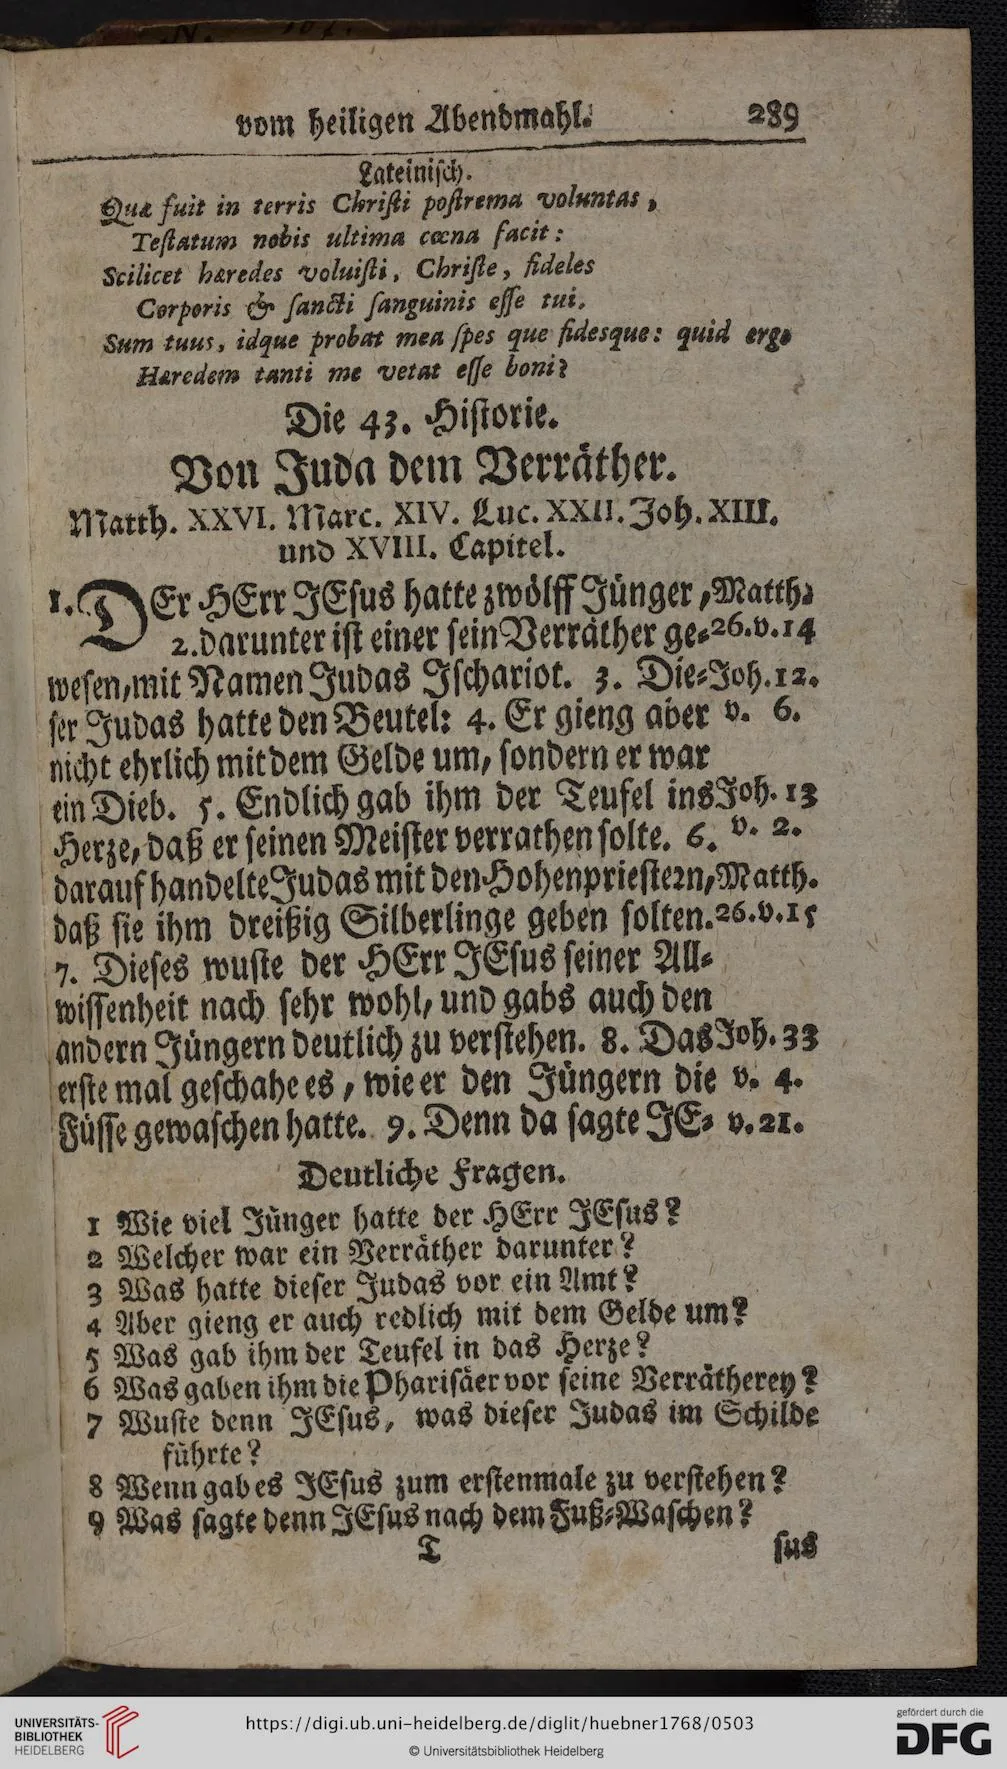 vom heiligen Abendmahl. 289
Lateinisch.
Quæ fuit in terris Christi postrema voluntas,
Testatum nobis ultima cœna facit:
Scilicet hæredes voluisti, Christe, fideles
Corporis & sancti sanguinis esse tui.
Sum tuus, idque probat mea spes que fidesque: quid ergo
Hæredem tanti me vetat esse boni?
Die 43. Historie.
Von Juda dem Verräther.
Matth. XXVI. Marc. XIV. Luc. XXII. Joh. XIII.
und XVIII. Capitel.
1. DEr HErr JEsus hatte zwölff Jünger, Matth.
2. darunter ist einer sein Verräther ge- 26. v. 14
wesen, mit Namen Judas Ischariot. 3. Die- Joh. 12.
ser Judas hatte den Beutel: 4. Er gieng aber v. 6.
nicht ehrlich mit dem Gelde um, sondern er war
ein Dieb. 5. Endlich gab ihm der Teufel ins Joh. 13
Herze, daß er seinen Meister verrathen solte. 6. v. 2.
darauf handelte Judas mit den Hohenpriestern, Matth.
daß sie ihm dreißig Silberlinge geben solten. 26. v. 15
7. Dieses wuste der HErr JEsus seiner All-
wissenheit nach sehr wohl, und gabs auch den
andern Jüngern deutlich zu verstehen. 8. Das Joh. 33
erste mal geschahe es, wie er den Jüngern die v. 4.
Füsse gewaschen hatte. 9. Denn da sagte JE- v. 21.
Deutliche Fragen.
1 Wie viel Jünger hatte der HErr JEsus?
2 Welcher war ein Verräther darunter?
3 Was hatte dieser Judas vor ein Amt?
4 Aber gieng er auch redlich mit dem Gelde um?
5 Was gab ihm der Teufel in das Herze?
6 Was gaben ihm die Pharisäer vor seine Verrätherey?
7 Wuste denn JEsus, was dieser Judas im Schilde
führte?
8 Wenn gab es JEsus zum erstenmale zu verstehen?
9 Was sagte denn JEsus nach dem Fuß-Waschen?
T sus
UNIVERSITÄTS-
BIBLIOTHEK
HEIDELBERG
https://digi.ub.uni-heidelberg.de/diglit/huebner1768/0503
© Universitätsbibliothek Heidelberg
gefördert durch die
DFG